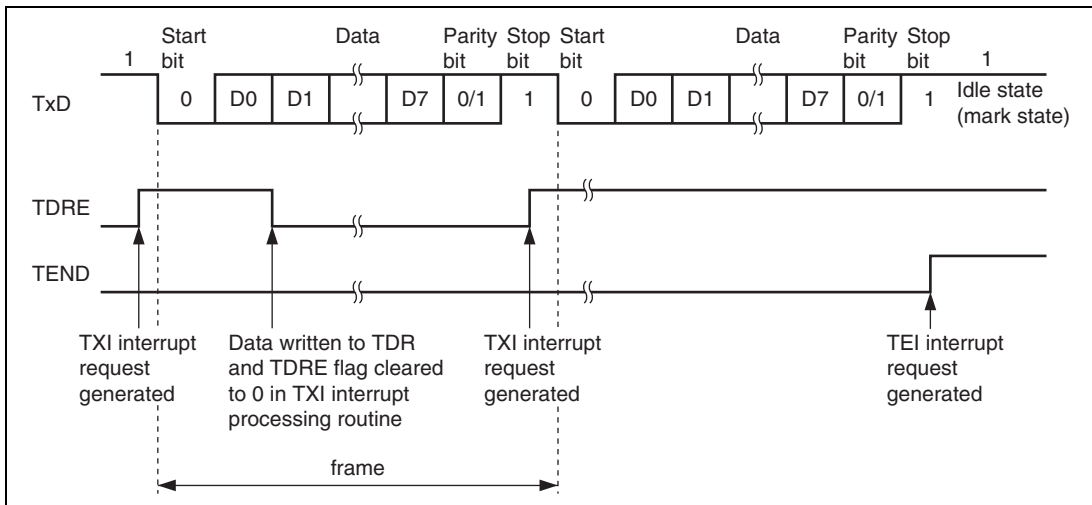 Start Data Parity Stop Start Data Parity Stop
1 bit bit bit bit bit bit 1
TxD 0 D0 D1 D7 0/1 1 0 D0 D1 D7 0/1 1 Idle state
(mark state)
TDRE
TEND
TXI interrupt
request
generated
Data written to TDR
and TDRE flag cleared
to 0 in TXI interrupt
processing routine
TXI interrupt
request
generated
TEI interrupt
request
generated
frame